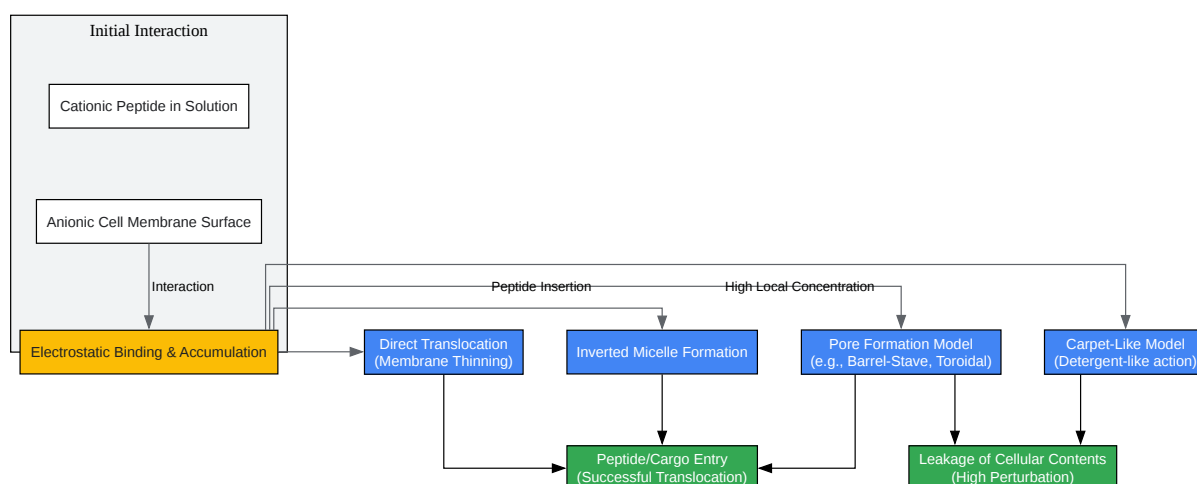 Initial Interaction
Cationic Peptide in Solution
Anionic Cell Membrane Surface
Interaction
Peptide Insertion
High Local Concentration
Electrostatic Binding & Accumulation
Direct Translocation
(Membrane Thinning)
Inverted Micelle Formation
Pore Formation Model
(e.g., Barrel-Stave, Toroidal)
Carpet-Like Model
(Detergent-like action)
Peptide/Cargo Entry
(Successful Translocation)
Leakage of Cellular Contents
(High Perturbation)